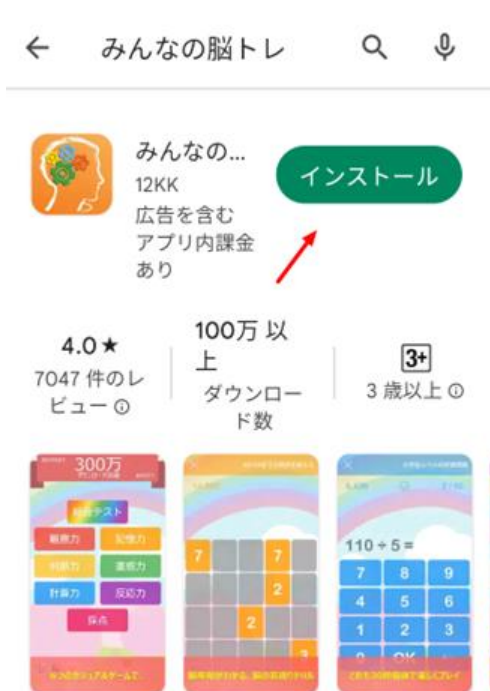 みんなの脳トレ
みんなの...
12KK
広告を含む
アプリ内課金
あり
インストール
4.0★
7047 件のレ
ビュー
100万 以
上
ダウンロー
ド数
3+
3 歳以上
300万
総合テスト
観察力 記憶力
判断力 直感力
計算力 反応力
採点
7 7
2
2
3
110 ÷ 5 =
7 8 9
4 5 6
1 2 3
0 OK